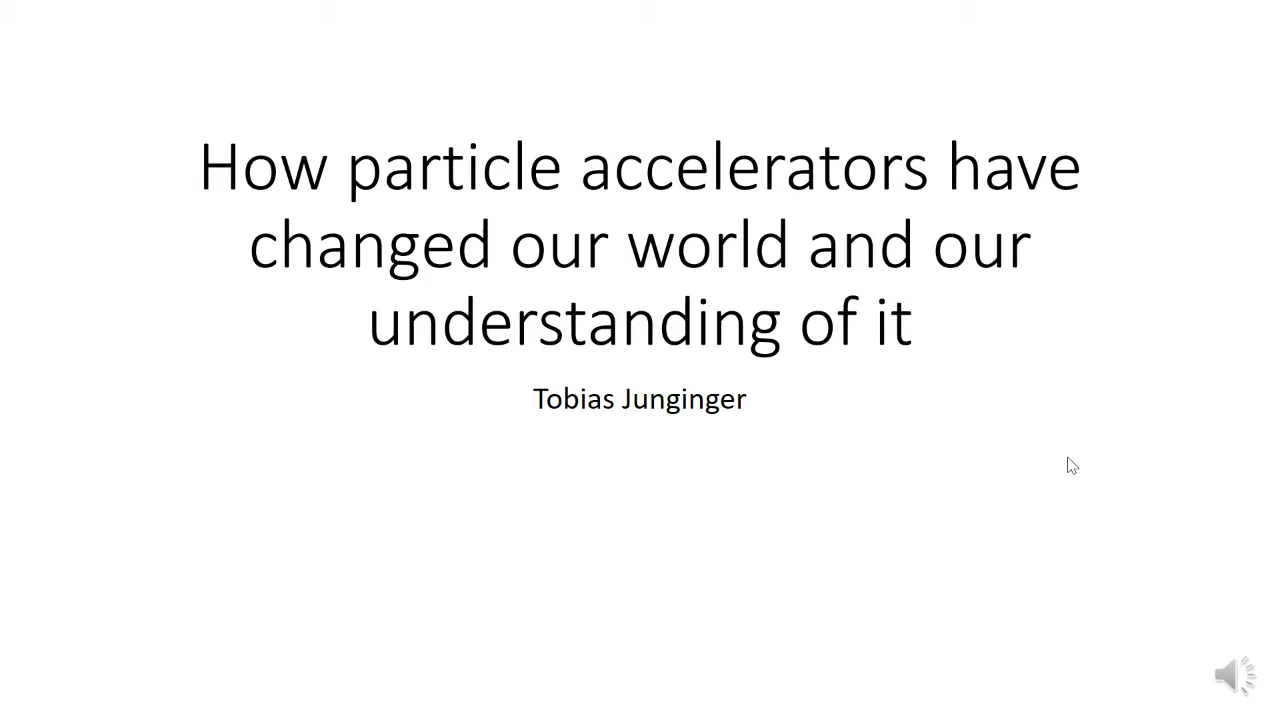 How particle accelerators have
changed our world and our
understanding of it
Tobias Junginger